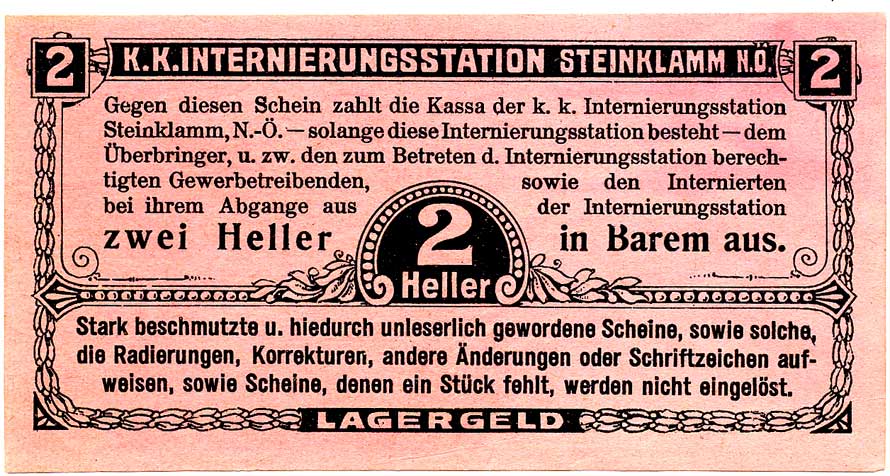 2 K.K. INTERNIERUNGSSTATION STEINKLAMM N.Ö. 2
Gegen diesen Schein zahlt die Kassa der k. k. Internierungsstation
Steinklamm, N.-Ö. — solange diese Internierungsstation besteht — dem
Überbringer, u. zw. den zum Betreten d. Internierungsstation berech-
tigten Gewerbetreibenden, sowie den Internierten
bei ihrem Abgange aus der Internierungsstation
zwei Heller 2 in Barem aus.
Heller
Stark beschmutzte u. hiedurch unleserlich gewordene Scheine, sowie solche,
die Radierungen, Korrekturen, andere Änderungen oder Schriftzeichen auf-
weisen, sowie Scheine, denen ein Stück fehlt, werden nicht eingelöst.
LAGERGELD